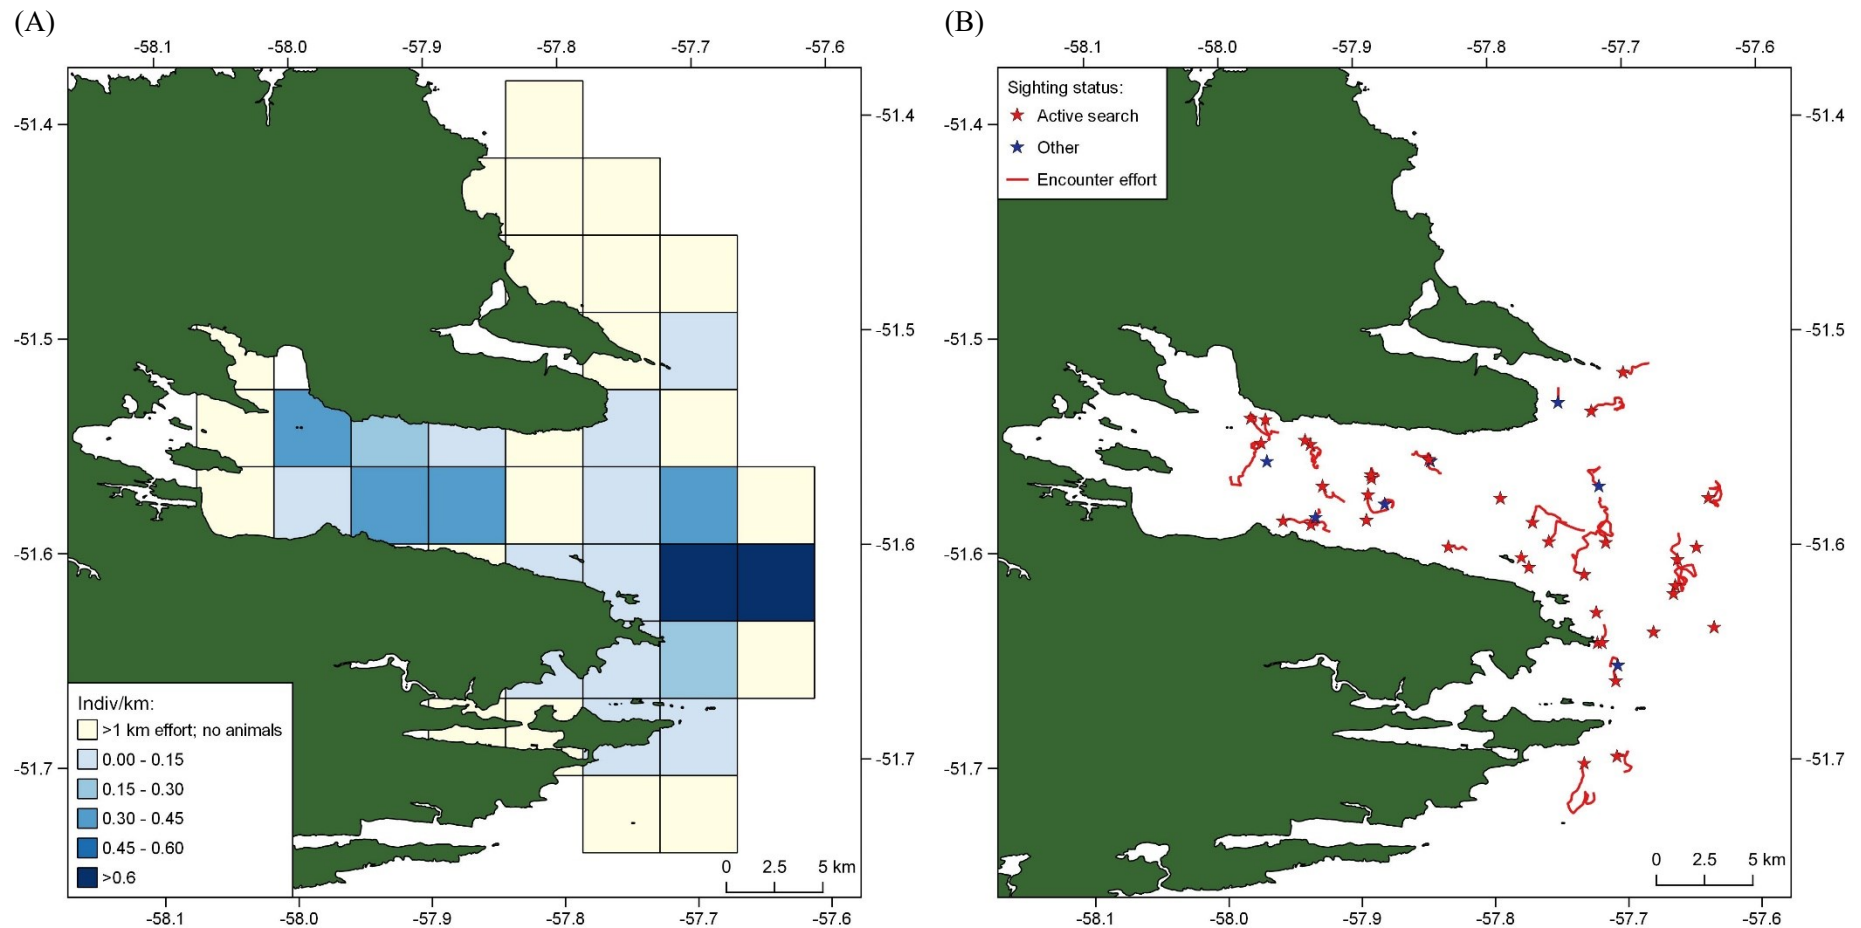 (A)
(B)
-58.1 -58.0 -57.9 -57.8 -57.7 -57.6
-58.1 -58.0 -57.9 -57.8 -57.7 -57.6
-51.4 -51.4
-51.5 -51.5
-51.6 -51.6
-51.7 -51.7
Indiv/km:
>1 km effort; no animals
0.00 - 0.15
0.15 - 0.30
0.30 - 0.45
0.45 - 0.60
>0.6
0 2.5 5 km
-58.1 -58.0 -57.9 -57.8 -57.7 -57.6
Sighting status:
Active search
Other
Encounter effort
-51.4 -51.4
-51.5 -51.5
-51.6 -51.6
-51.7 -51.7
0 2.5 5 km
-58.1 -58.0 -57.9 -57.8 -57.7 -57.6